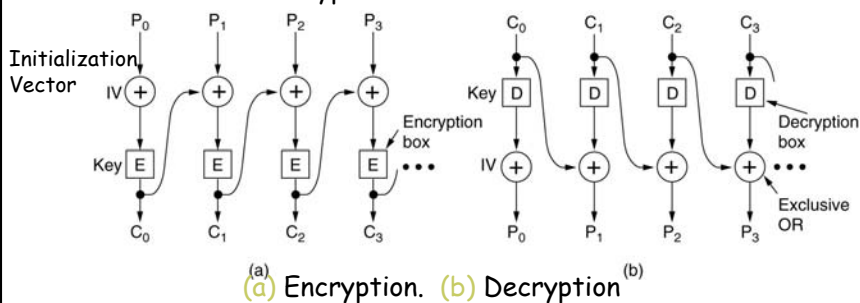 P0 P1 P2 P3 C0 C1 C2 C3
Initialization
Vector
IV + + + +
Key D D D D
Encryption
box
Decryption
box
Key E E E E
IV + + + +
Exclusive
OR
C0 C1 C2 C3 P0 P1 P2 P3
(a) (b)
(a) Encryption. (b) Decryption